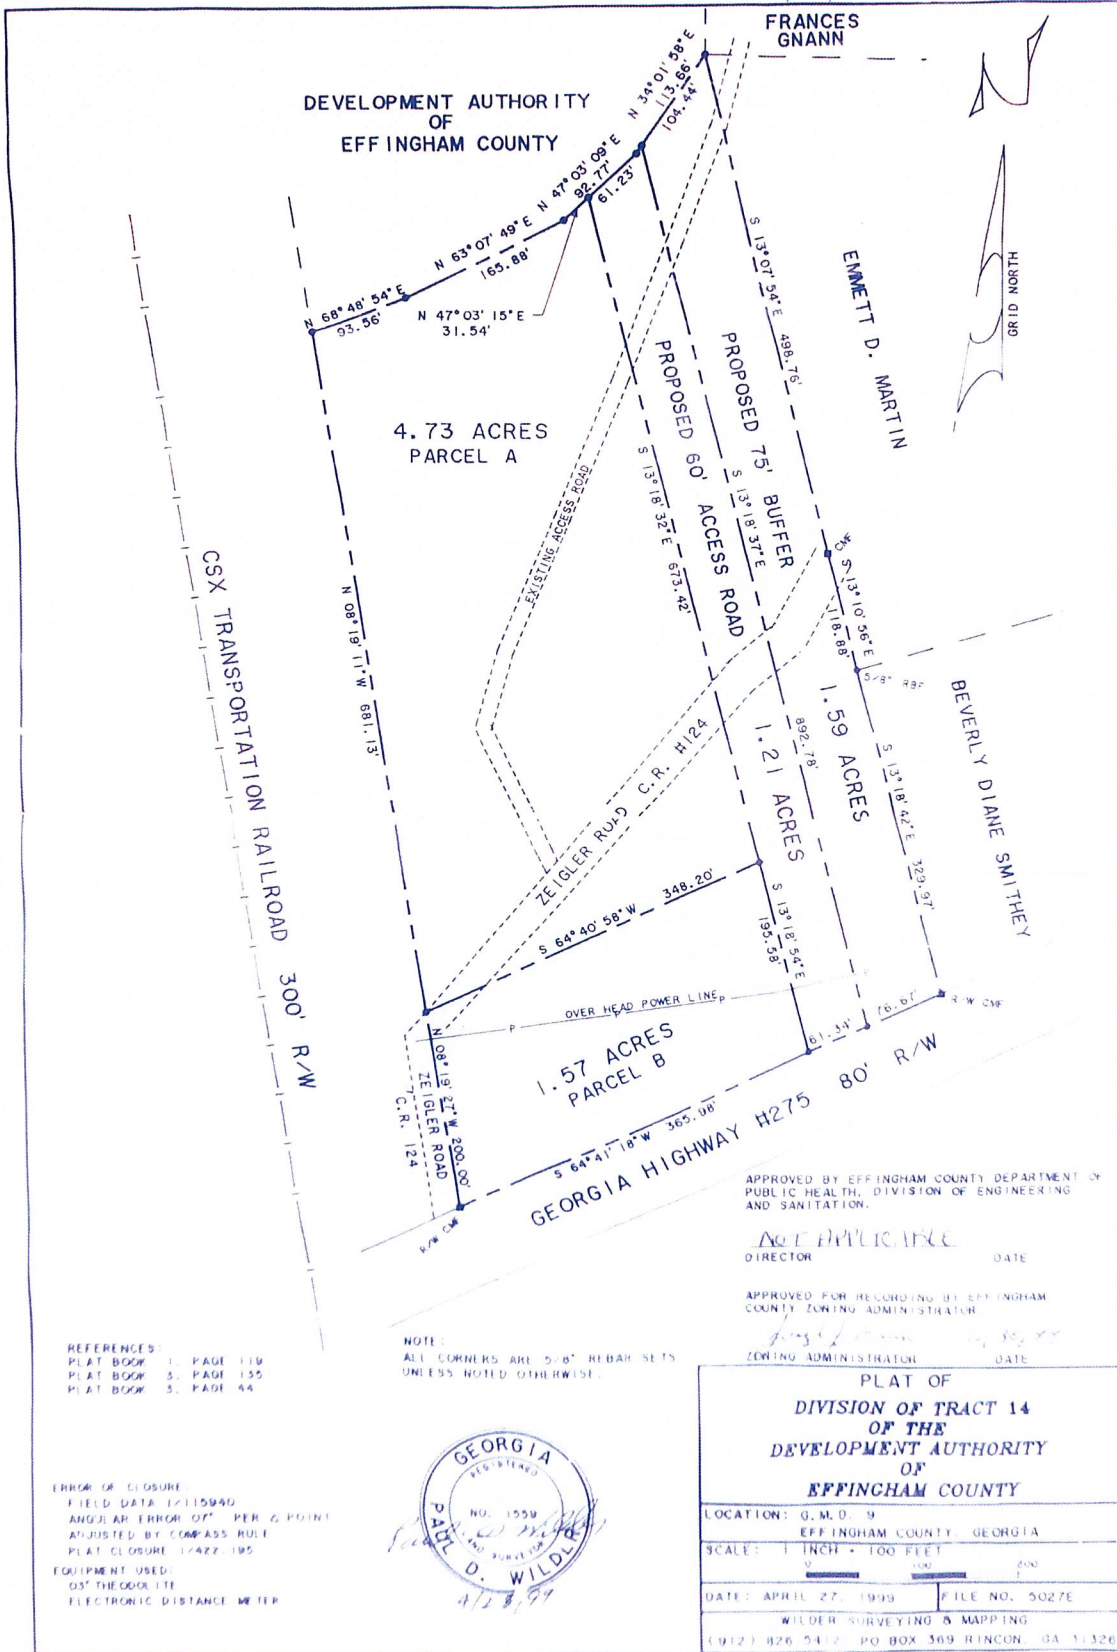 FRANCES
GNANN
DEVELOPMENT AUTHORITY
OF
EFFINGHAM COUNTY
N 34°01'58"E
113.66'
104.44'
N 47°03'09"E
92.77'
61.23'
N 63°07'49"E
165.88'
N 68°48'54"E
93.56'
N 47°03'15"E
31.54'
GRID NORTH
S 13°07'54"E 498.76'
EMMETT D. MARTIN
4.73 ACRES
PARCEL A
PROPOSED 75' BUFFER
PROPOSED 60' ACCESS ROAD
S 13°18'37"E
892.78'
S 13°18'32"E 673.42'
EXISTING ACCESS ROAD
CMF
S 13°10'56"E
118.88'
5/8" RBF
CSX TRANSPORTATION RAILROAD 300' R/W
N 08°19'11"W 681.13'
1.59 ACRES
1.21 ACRES
BEVERLY DIANE SMITHEY
S 13°18'42"E 329.97'
ZEIGLER ROAD C.R. #124
S 64°40'58"W 348.20'
S 13°18'54"E
195.58'
OVER HEAD POWER LINE
P
P
P
R/W CMF
76.67'
61.34'
1.57 ACRES
PARCEL B
N 08°19'27"W 200.00'
ZEIGLER ROAD
C.R. 124
S 64°41'18"W 365.98'
GEORGIA HIGHWAY #275 80' R/W
R/W CMF
APPROVED BY EFFINGHAM COUNTY DEPARTMENT OF
PUBLIC HEALTH, DIVISION OF ENGINEERING
AND SANITATION.
NOT APPLICABLE
DIRECTOR DATE
APPROVED FOR RECORDING BY EFFINGHAM
COUNTY ZONING ADMINISTRATOR
ZONING ADMINISTRATOR DATE
REFERENCES:
PLAT BOOK 1, PAGE 119
PLAT BOOK 3, PAGE 135
PLAT BOOK 3, PAGE 44
NOTE:
ALL CORNERS ARE 5/8" REBAR SETS
UNLESS NOTED OTHERWISE.
ERROR OF CLOSURE:
FIELD DATA 1/115940
ANGULAR ERROR 07" PER POINT
ADJUSTED BY COMPASS RULE
PLAT CLOSURE 1/422,195
EQUIPMENT USED:
03" THEODOLITE
ELECTRONIC DISTANCE METER
GEORGIA
REGISTERED
NO. 1559
LAND SURVEYOR
PAUL D. WILDER
PLAT OF
DIVISION OF TRACT 14
OF THE
DEVELOPMENT AUTHORITY
OF
EFFINGHAM COUNTY
LOCATION: G.M.D. 9
EFFINGHAM COUNTY, GEORGIA
SCALE: 1 INCH = 100 FEET
0 100 200
DATE: APRIL 27, 1999 FILE NO. 5027E
WILDER SURVEYING & MAPPING
(912) 826 5412 PO BOX 369 RINCON, GA 31326